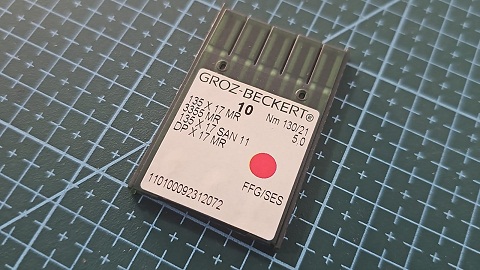 GROZ-BECKERT®
10
135 X 17 MR Nm 130/21
3355 MR 5.0
135 X 17 SAN 11
DP X 17 MR
FFG/SES
110100092312072